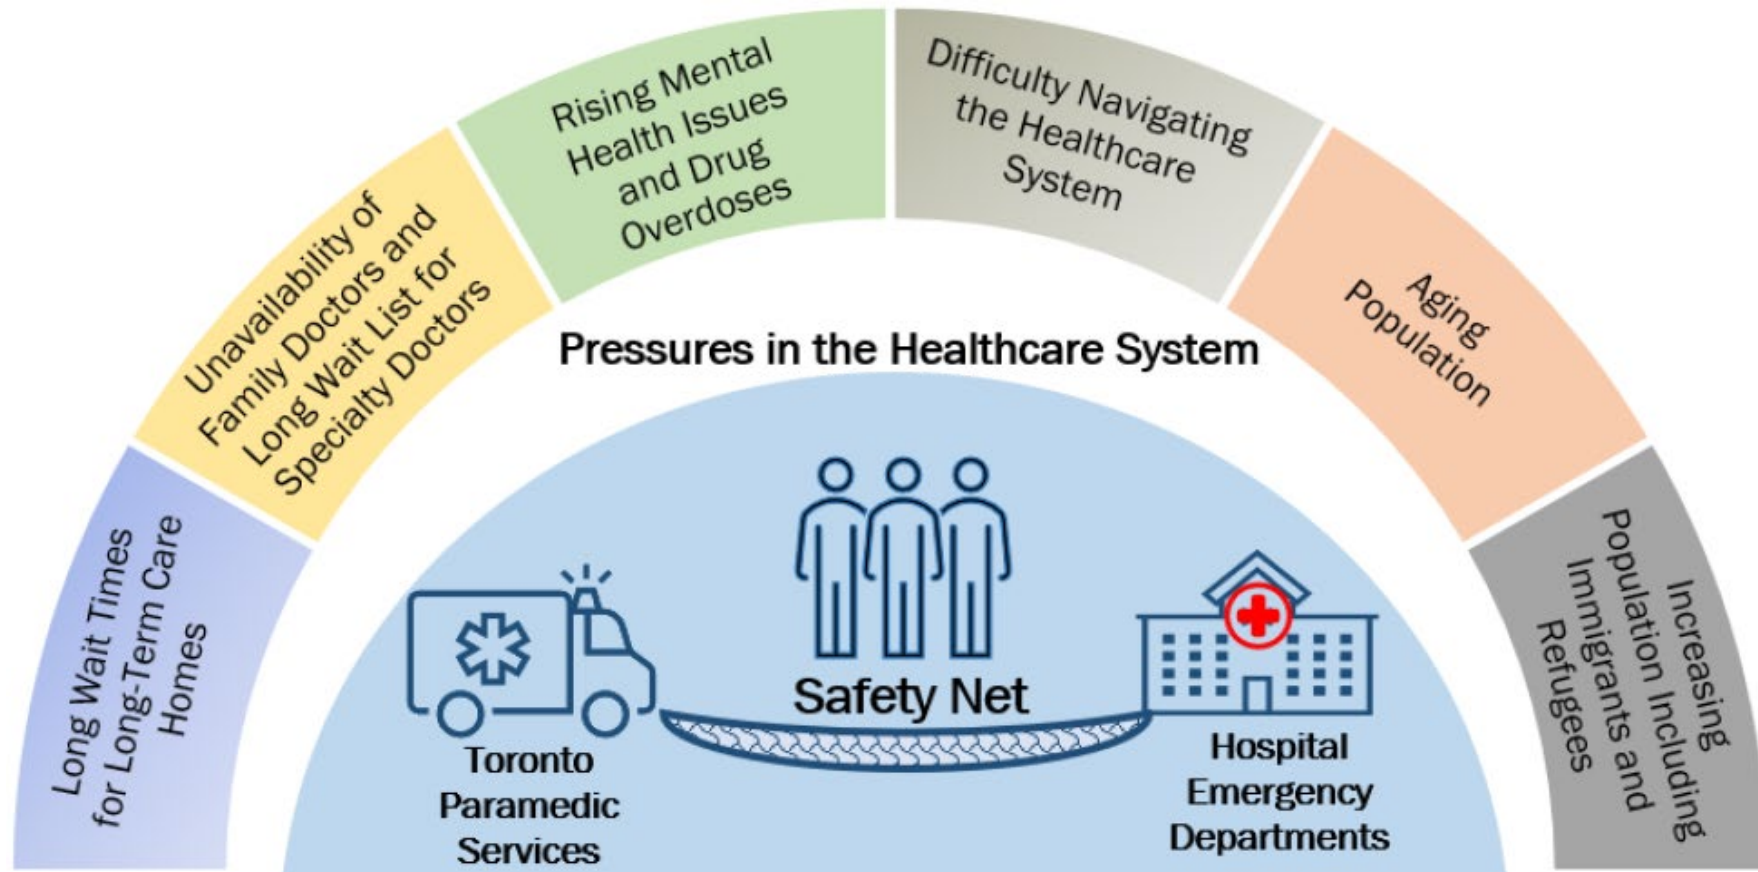 Long Wait Times
for Long-Term Care
Homes
Unavailability of
Family Doctors and
Long Wait List for
Specialty Doctors
Rising Mental
Health Issues
and Drug
Overdoses
Difficulty Navigating
the Healthcare
System
Aging
Population
Increasing
Population Including
Immigrants and
Refugees
Pressures in the Healthcare System
Safety Net
Toronto
Paramedic
Services
Hospital
Emergency
Departments